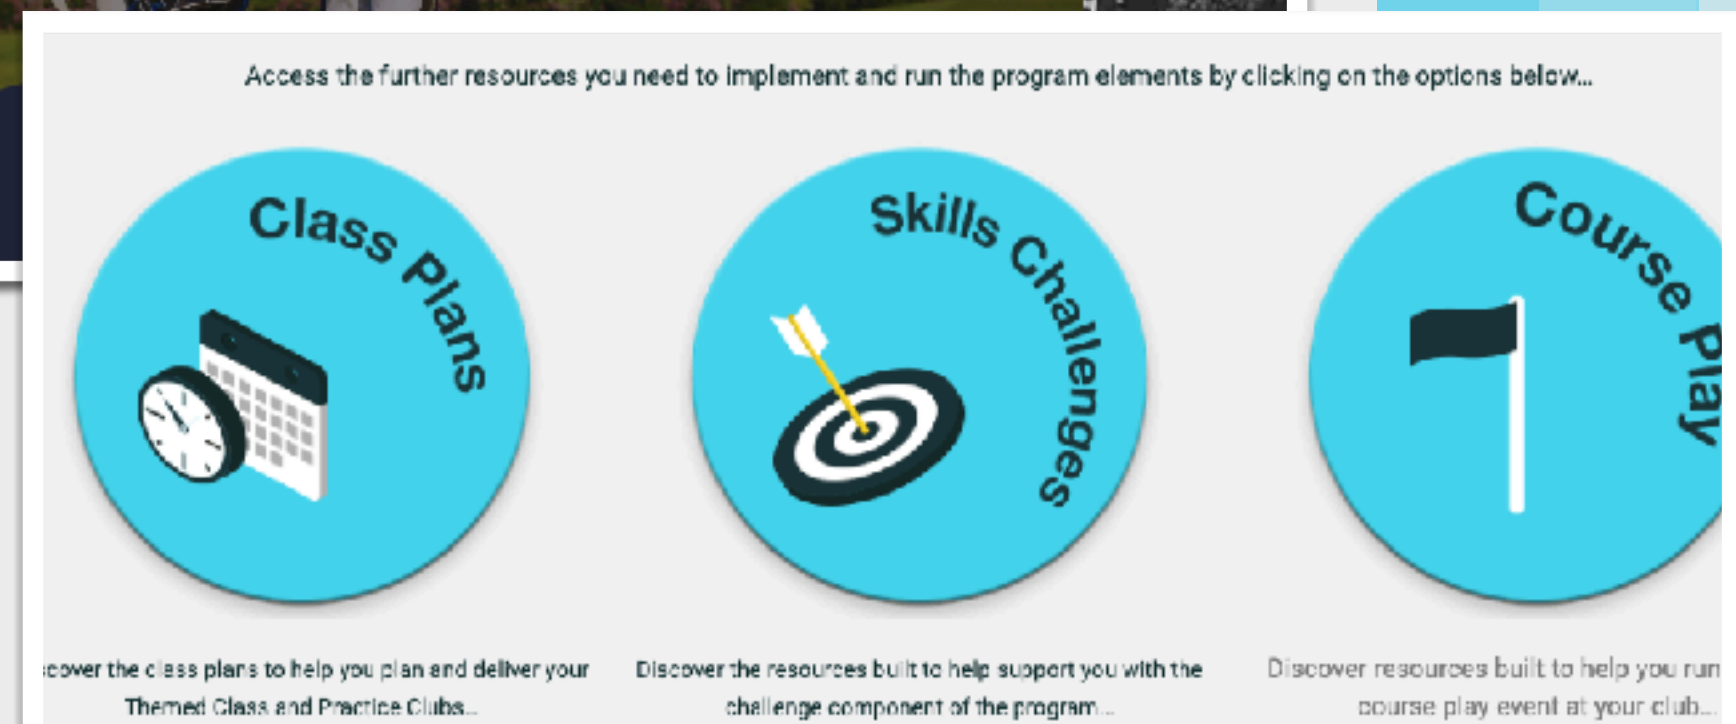 Access the further resources you need to implement and run the program elements by clicking on the options below...
Class Plans
Skills Challenges
Course Play
scover the class plans to help you plan and deliver your
Themed Class and Practice Clubs...
Discover the resources built to help support you with the
challenge component of the program...
Discover resources built to help you run
course play event at your club...